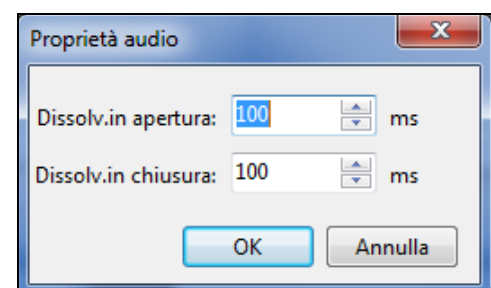 Proprietà audio
Dissolv.in apertura: 100 ms
Dissolv.in chiusura: 100 ms
OK Annulla